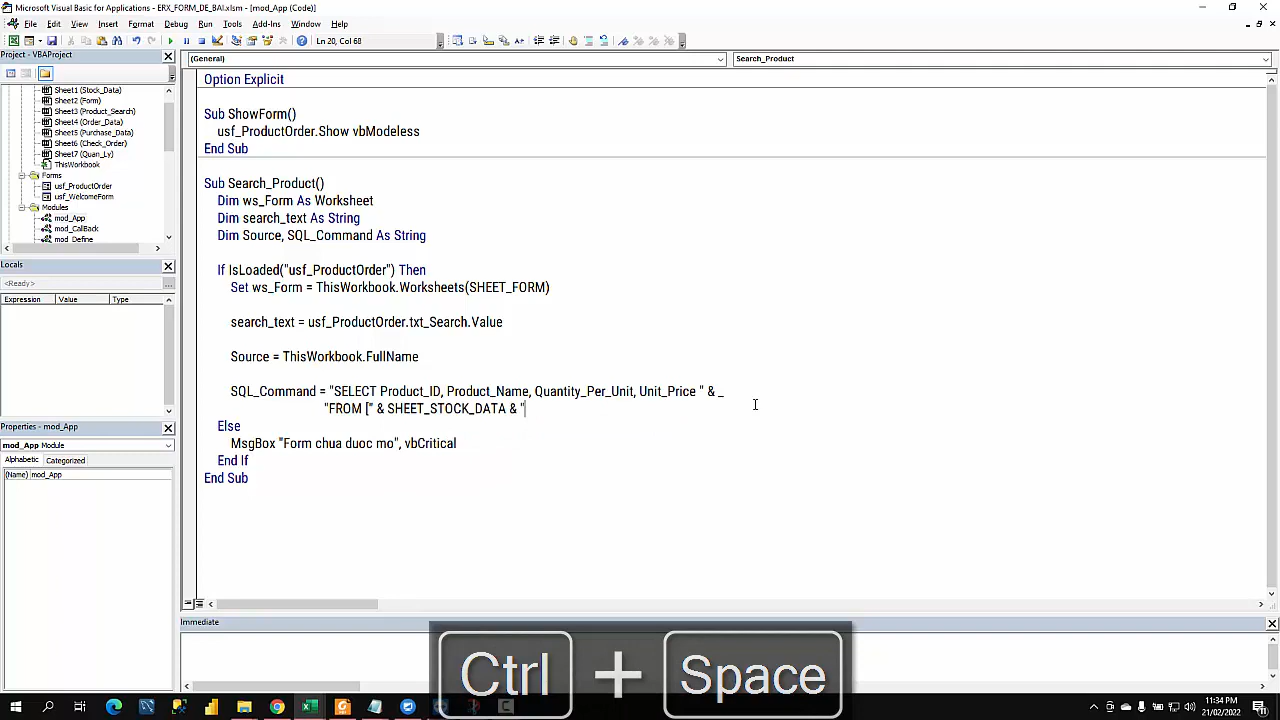 Microsoft Visual Basic for Applications - ERX_FORM_DE_BAI.xlsm - [mod_App (Code)]
File Edit View Insert Format Debug Run Tools Add-Ins Window Help
Ln 20, Col 68
Project - VBAProject
(General)
Search_Product
Sheet1 (Stock_Data)
Sheet2 (Form)
Sheet3 (Product_Search)
Sheet4 (Order_Data)
Sheet5 (Purchase_Data)
Sheet6 (Check_Order)
Sheet7 (Quan_Ly)
ThisWorkbook
Forms
usf_ProductOrder
usf_WelcomeForm
Modules
mod_App
mod_CallBack
mod_Define
Locals
<Ready>
Expression Value Type
Properties - mod_App
mod_App Module
Alphabetic Categorized
(Name) mod_App
Option Explicit
Sub ShowForm()
usf_ProductOrder.Show vbModeless
End Sub
Sub Search_Product()
Dim ws_Form As Worksheet
Dim search_text As String
Dim Source, SQL_Command As String
If IsLoaded("usf_ProductOrder") Then
Set ws_Form = ThisWorkbook.Worksheets(SHEET_FORM)
search_text = usf_ProductOrder.txt_Search.Value
Source = ThisWorkbook.FullName
SQL_Command = "SELECT Product_ID, Product_Name, Quantity_Per_Unit, Unit_Price " & _
"FROM [" & SHEET_STOCK_DATA & "
Else
MsgBox "Form chua duoc mo", vbCritical
End If
End Sub
Immediate
Ctrl + Space
11:34 PM
21/02/2022